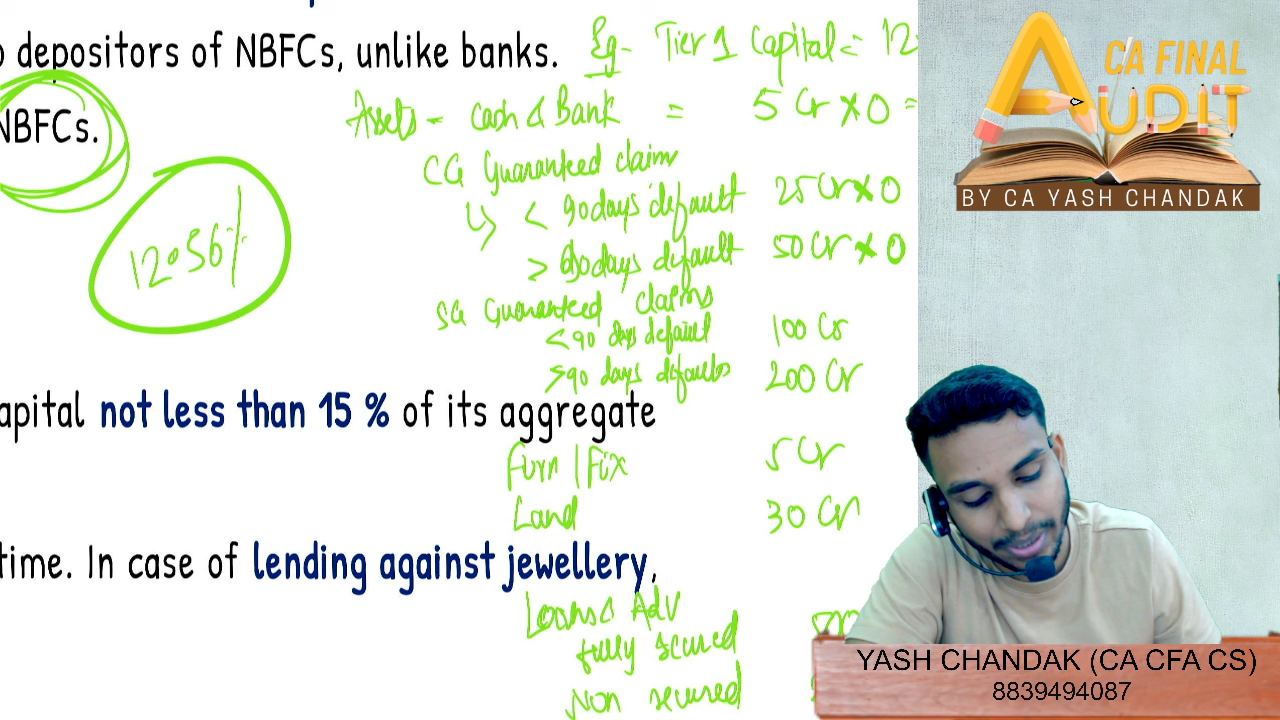 depositors of NBFCs, unlike banks.
Eg- Tier 1 Capital = 12
NBFCs.
Assets - Cash & Bank = 5 Cr X 0 =
CG Guaranteed claim
< 90 days default 25 Cr X 0
> 90 days default 50 Cr X 0
12.56%
SG Guaranteed claims
<90 days default 100 Cr
>90 days defaults 200 Cr
apital not less than 15 % of its aggregate
Furn | Fix 5 Cr
Land 30 Cr
time. In case of lending against jewellery,
Loans & Adv
fully secured
Non secured
CA FINAL
AUDIT
BY CA YASH CHANDAK
YASH CHANDAK (CA CFA CS)
8839494087